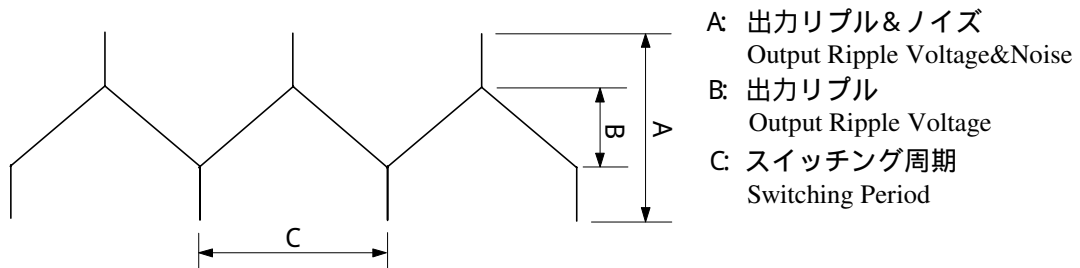 A: 出力リプル&ノイズ
Output Ripple Voltage&Noise
B: 出力リプル
Output Ripple Voltage
C: スイッチング周期
Switching Period
A
B
C